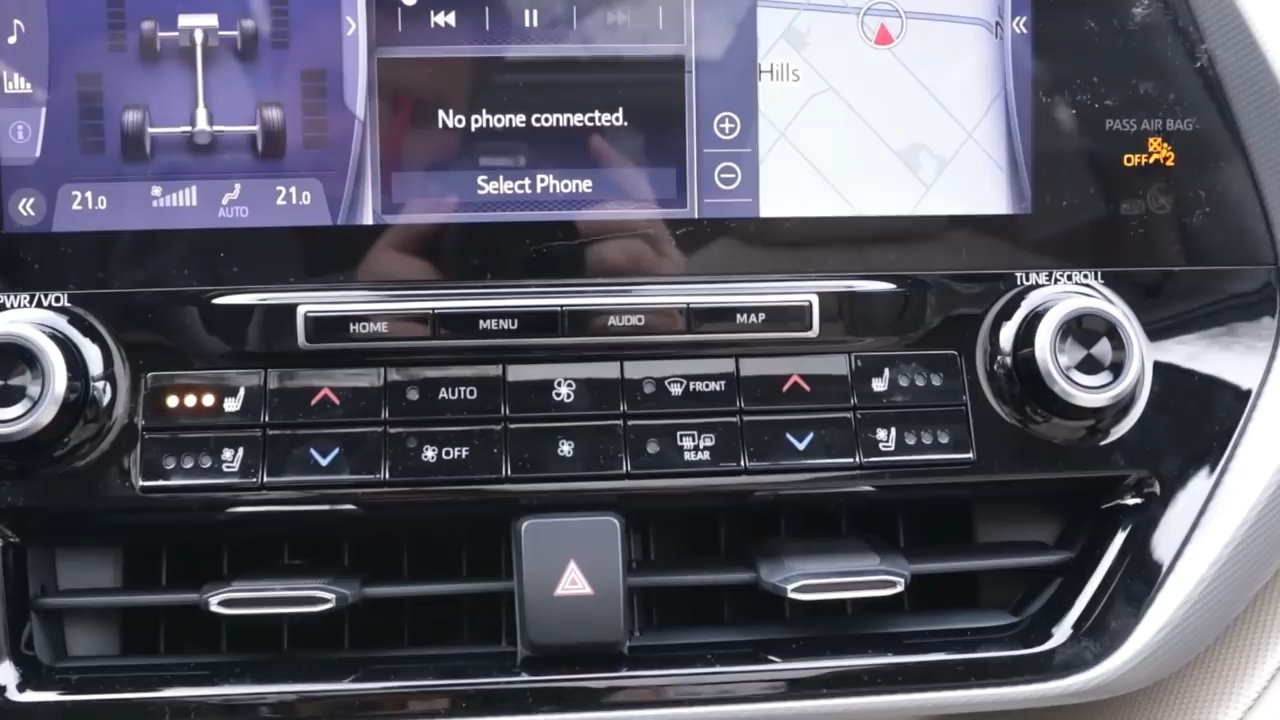 Hills
No phone connected.
Select Phone
21.0
AUTO
21.0
PASS AIR BAG
OFF
2
PWR/VOL
TUNE/SCROLL
HOME
MENU
AUDIO
MAP
AUTO
FRONT
OFF
REAR